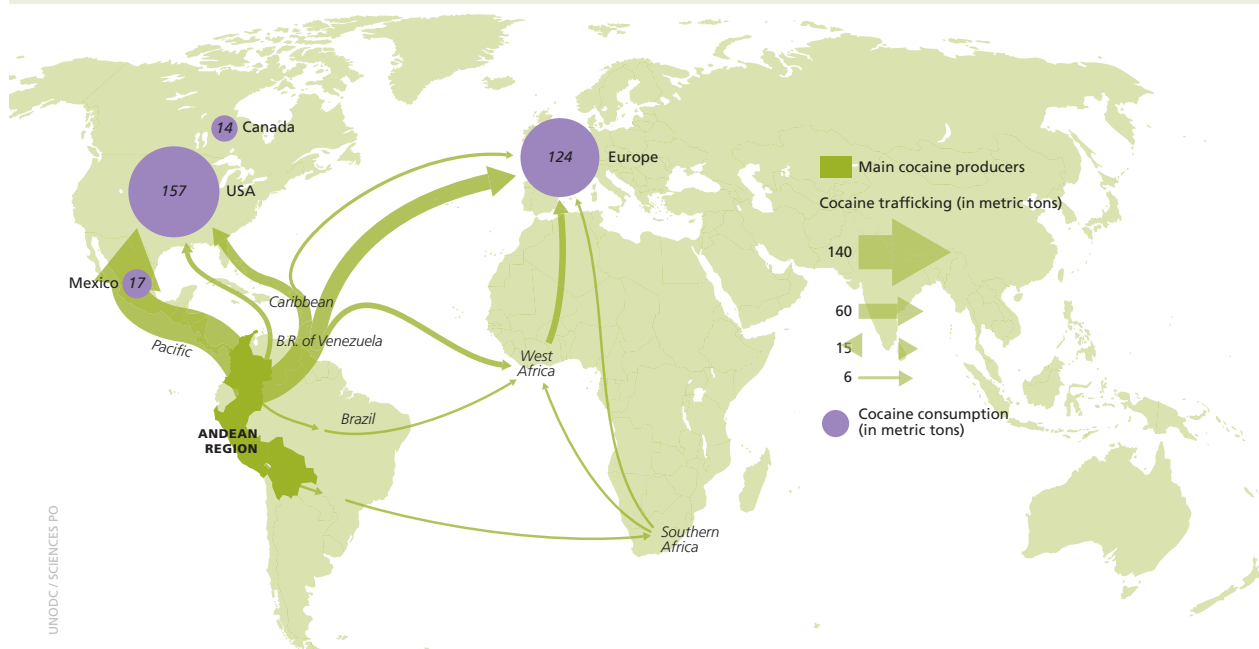 14 Canada
157 USA
124 Europe
Mexico 17
Caribbean
B.R. of Venezuela
Pacific
West
Africa
Brazil
ANDEAN
REGION
Southern
Africa
Main cocaine producers
Cocaine trafficking (in metric tons)
140
60
15
6
Cocaine consumption
(in metric tons)
UNODC / SCIENCES PO